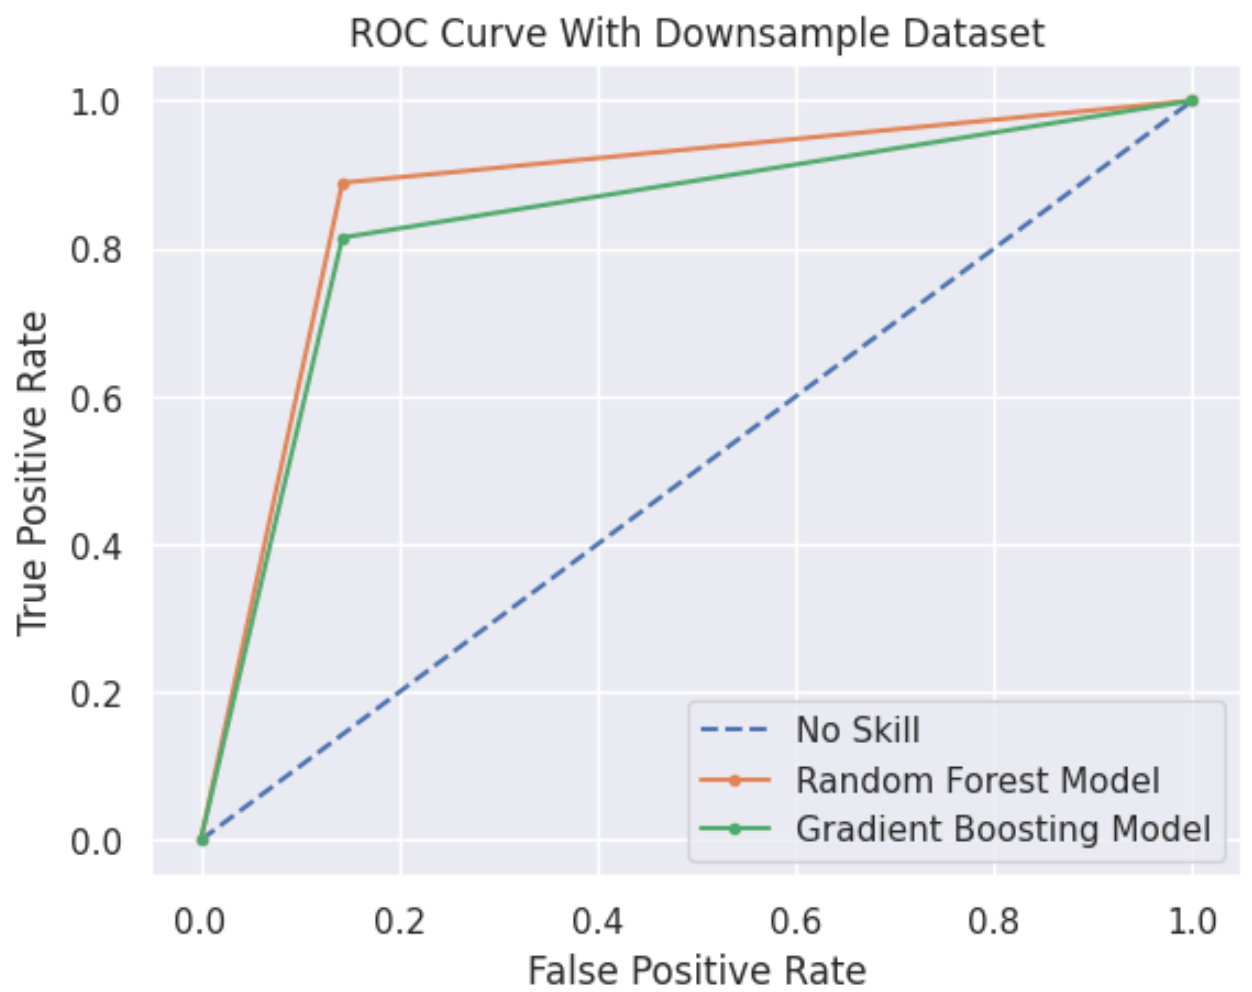 ROC Curve With Downsample Dataset
True Positive Rate
1.0
0.8
0.6
0.4
0.2
0.0
No Skill
Random Forest Model
Gradient Boosting Model
0.0 0.2 0.4 0.6 0.8 1.0
False Positive Rate